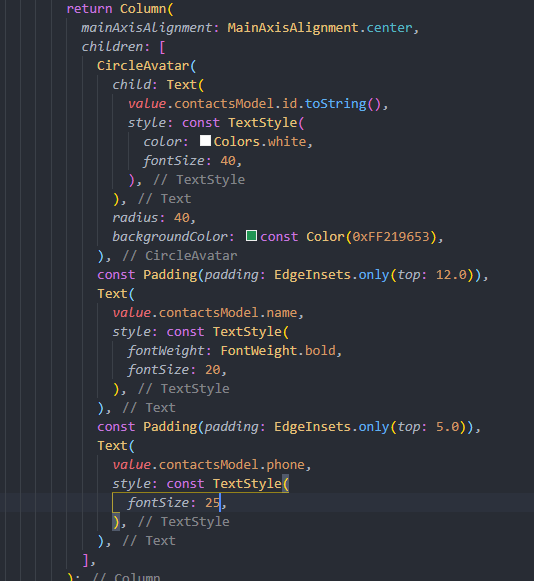 return Column(
mainAxisAlignment: MainAxisAlignment.center,
children: [
CircleAvatar(
child: Text(
value.contactsModel.id.toString(),
style: const TextStyle(
color: Colors.white,
fontSize: 40,
), // TextStyle
), // Text
radius: 40,
backgroundColor: const Color(0xFF219653),
), // CircleAvatar
const Padding(padding: EdgeInsets.only(top: 12.0)),
Text(
value.contactsModel.name,
style: const TextStyle(
fontWeight: FontWeight.bold,
fontSize: 20,
), // TextStyle
), // Text
const Padding(padding: EdgeInsets.only(top: 5.0)),
Text(
value.contactsModel.phone,
style: const TextStyle(
fontSize: 25,
), // TextStyle
), // Text
],
); // Column